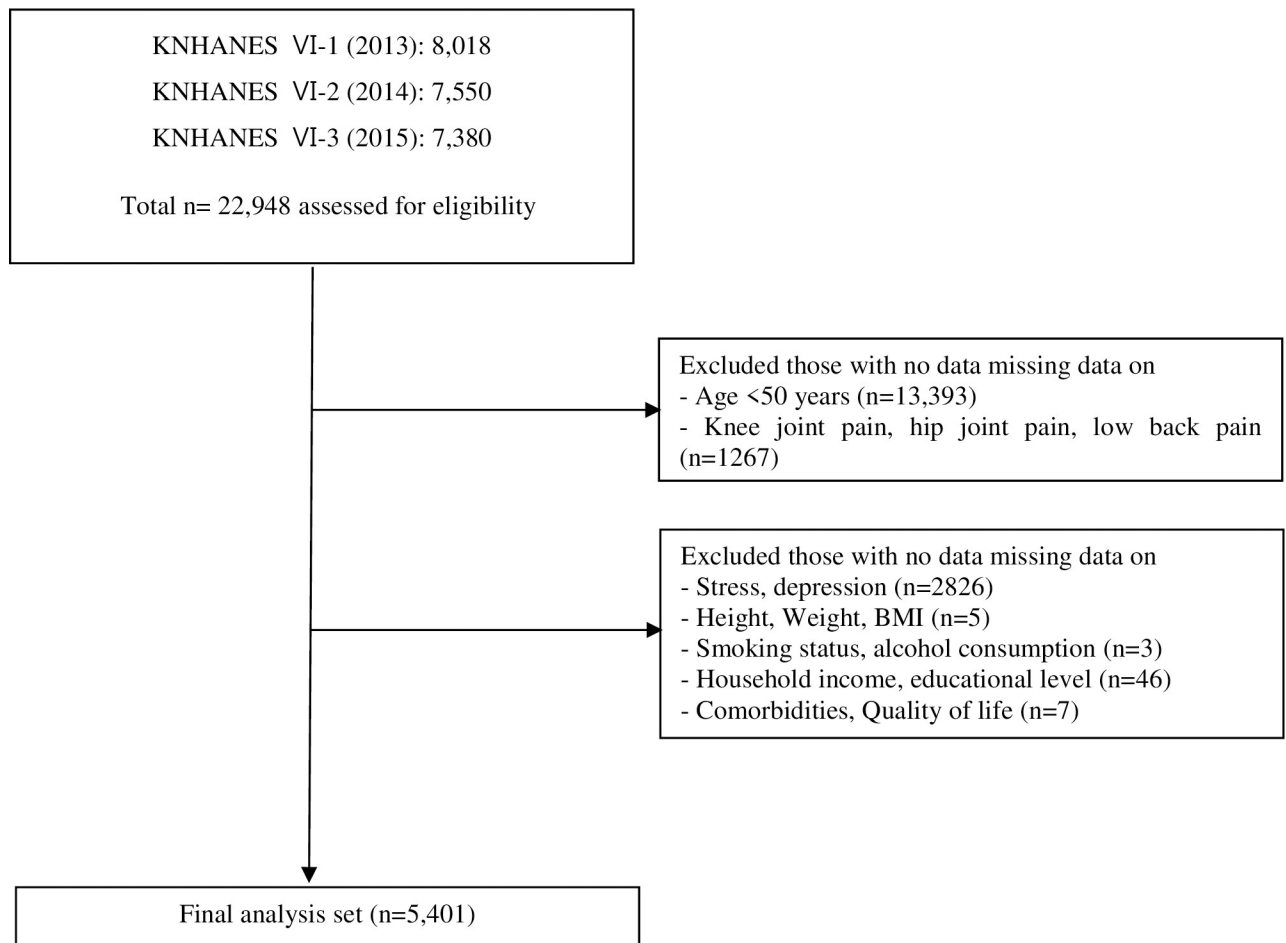 KNHANES VI-1 (2013): 8,018
KNHANES VI-2 (2014): 7,550
KNHANES VI-3 (2015): 7,380
Total n= 22,948 assessed for eligibility
Excluded those with no data missing data on
- Age <50 years (n=13,393)
- Knee joint pain, hip joint pain, low back pain
(n=1267)
Excluded those with no data missing data on
- Stress, depression (n=2826)
- Height, Weight, BMI (n=5)
- Smoking status, alcohol consumption (n=3)
- Household income, educational level (n=46)
- Comorbidities, Quality of life (n=7)
Final analysis set (n=5,401)